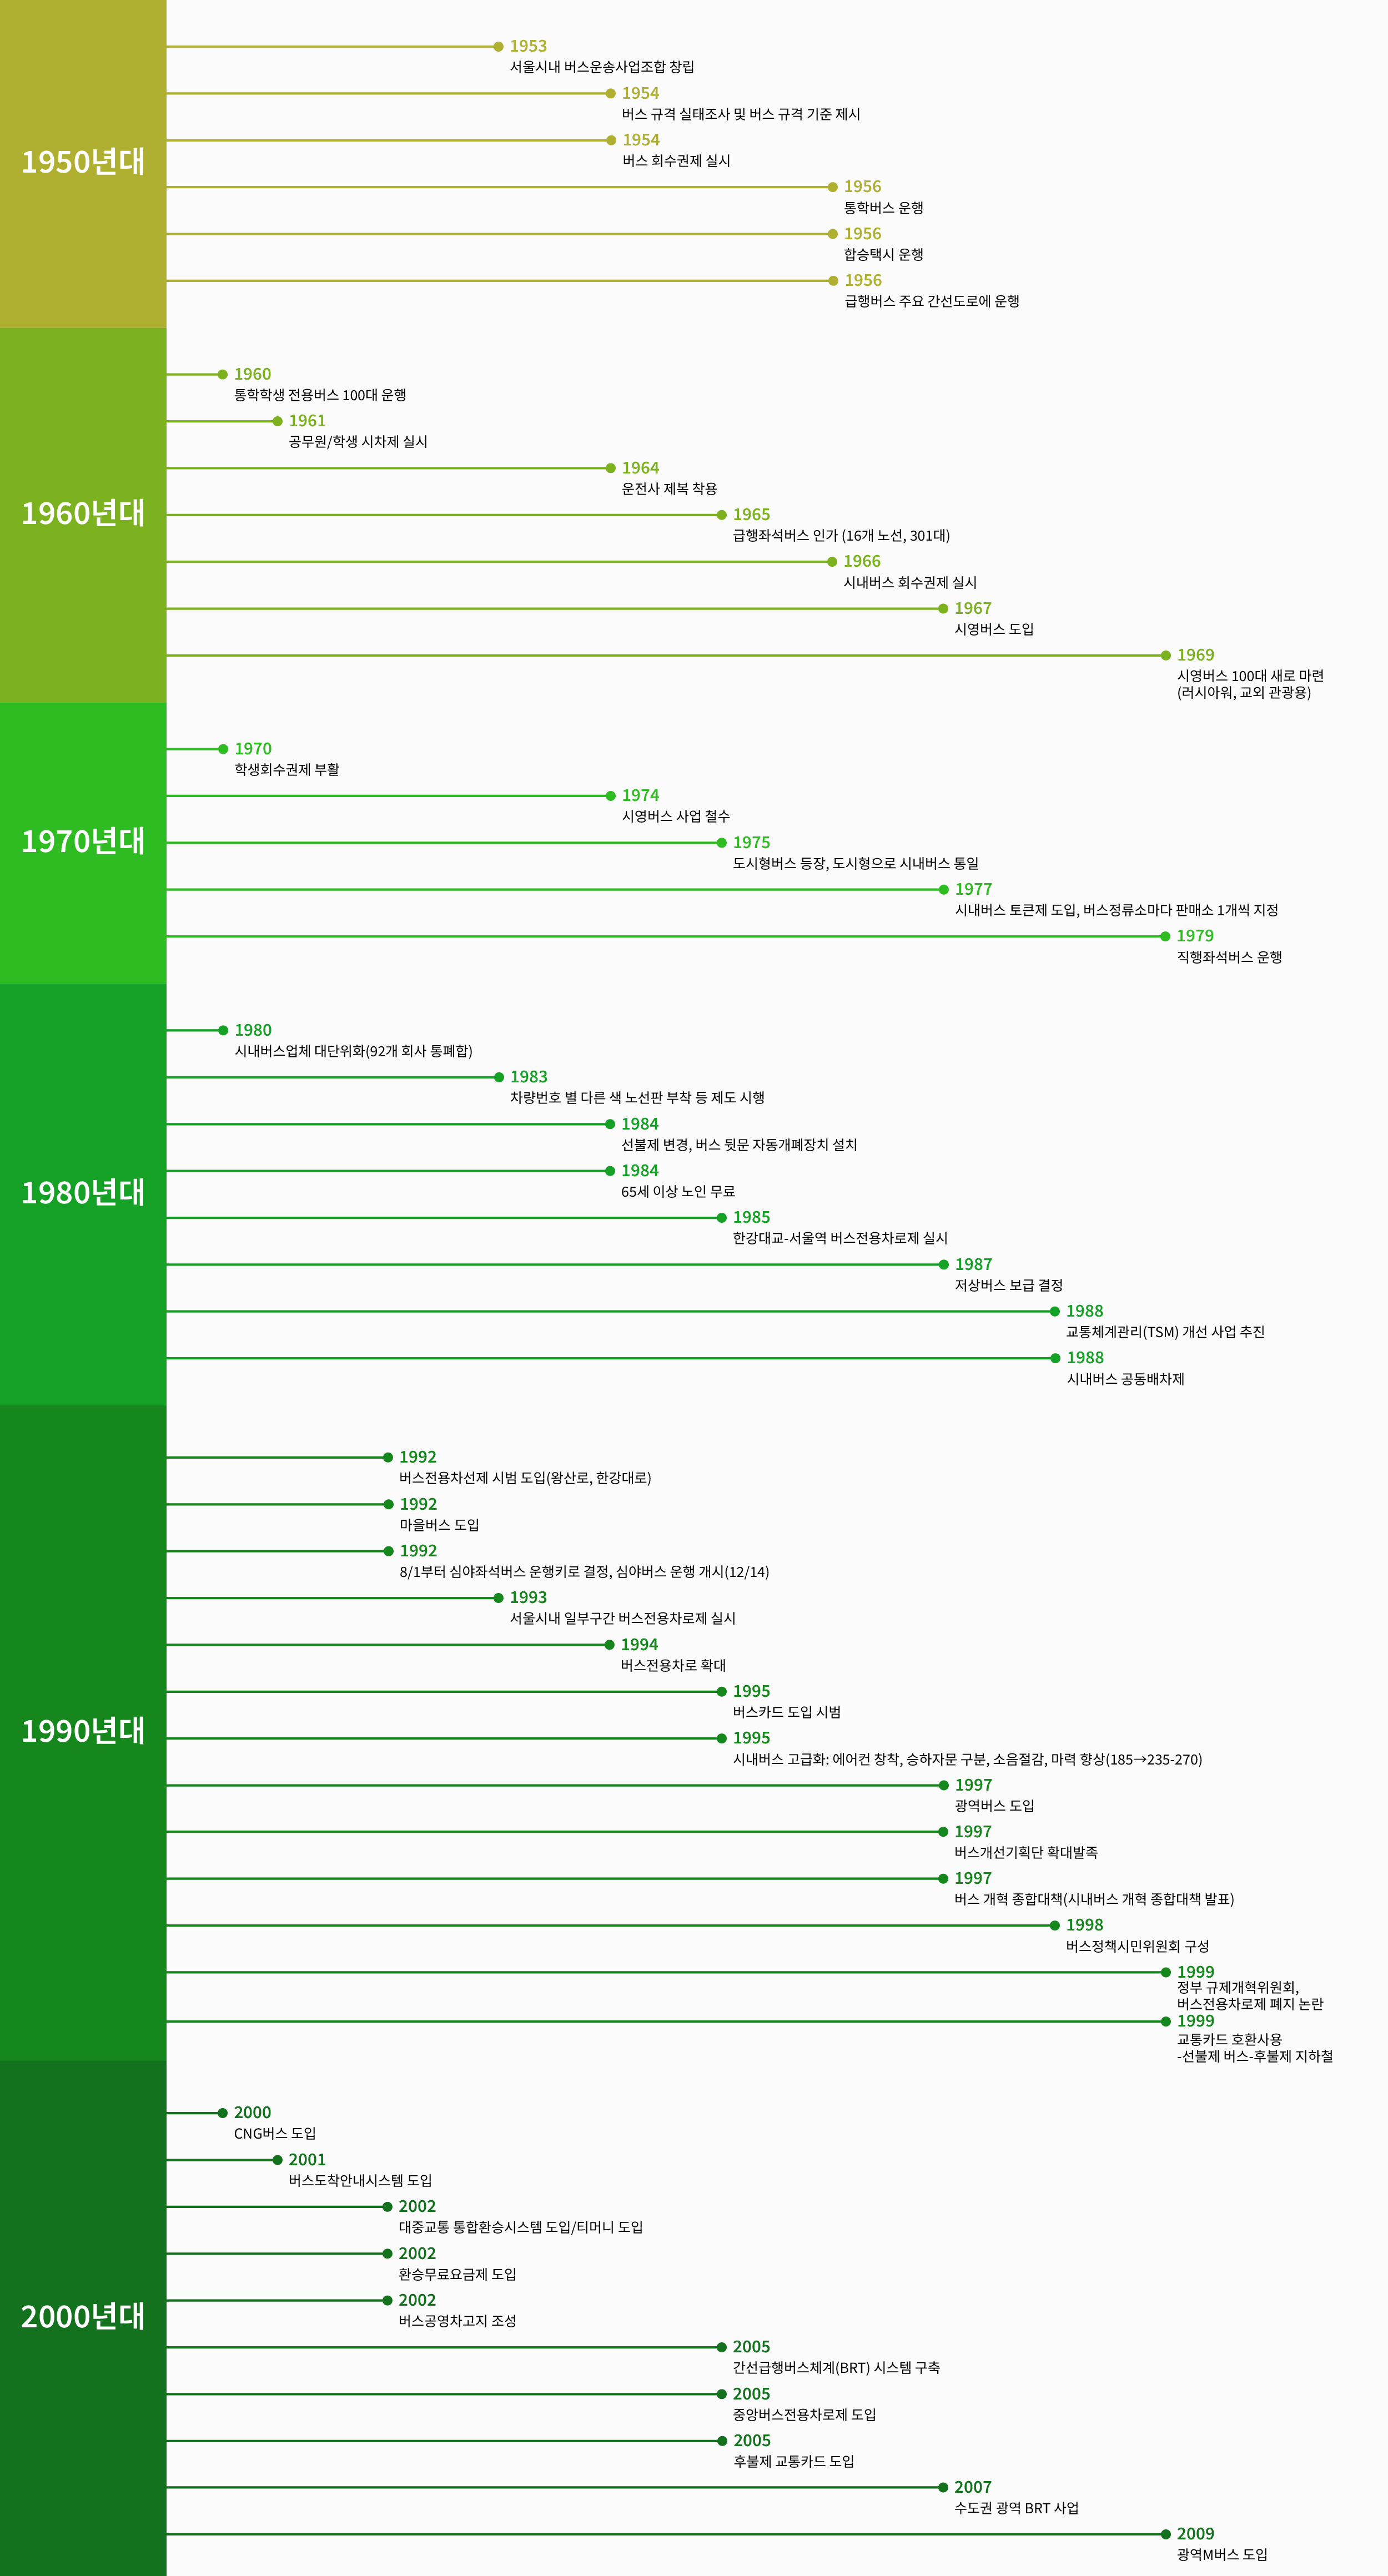 1950년대
1953
서울시내 버스운송사업조합 창립
1954
버스 규격 실태조사 및 버스 규격 기준 제시
1954
버스 회수권제 실시
1956
통학버스 운행
1956
합승택시 운행
1956
급행버스 주요 간선도로에 운행
1960년대
1960
통학학생 전용버스 100대 운행
1961
공무원/학생 시차제 실시
1964
운전사 제복 착용
1965
급행좌석버스 인가 (16개 노선, 301대)
1966
시내버스 회수권제 실시
1967
시영버스 도입
1969
시영버스 100대 새로 마련
(러시아워, 교외 관광용)
1970년대
1970
학생회수권제 부활
1974
시영버스 사업 철수
1975
도시형버스 등장, 도시형으로 시내버스 통일
1977
시내버스 토큰제 도입, 버스정류소마다 판매소 1개씩 지정
1979
직행좌석버스 운행
1980년대
1980
시내버스업체 대단위화(92개 회사 통폐합)
1983
차량번호 별 다른 색 노선판 부착 등 제도 시행
1984
선불제 변경, 버스 뒷문 자동개폐장치 설치
1984
65세 이상 노인 무료
1985
한강대교-서울역 버스전용차로제 실시
1987
저상버스 보급 결정
1988
교통체계관리(TSM) 개선 사업 추진
1988
시내버스 공동배차제
1990년대
1992
버스전용차선제 시범 도입(왕산로, 한강대로)
1992
마을버스 도입
1992
8/1부터 심야좌석버스 운행키로 결정, 심야버스 운행 개시(12/14)
1993
서울시내 일부구간 버스전용차로제 실시
1994
버스전용차로 확대
1995
버스카드 도입 시범
1995
시내버스 고급화: 에어컨 창착, 승하자문 구분, 소음절감, 마력 향상(185→235-270)
1997
광역버스 도입
1997
버스개선기획단 확대발족
1997
버스 개혁 종합대책(시내버스 개혁 종합대책 발표)
1998
버스정책시민위원회 구성
1999
정부 규제개혁위원회,
버스전용차로제 폐지 논란
1999
교통카드 호환사용
-선불제 버스-후불제 지하철
2000년대
2000
CNG버스 도입
2001
버스도착안내시스템 도입
2002
대중교통 통합환승시스템 도입/티머니 도입
2002
환승무료요금제 도입
2002
버스공영차고지 조성
2005
간선급행버스체계(BRT) 시스템 구축
2005
중앙버스전용차로제 도입
2005
후불제 교통카드 도입
2007
수도권 광역 BRT 사업
2009
광역M버스 도입